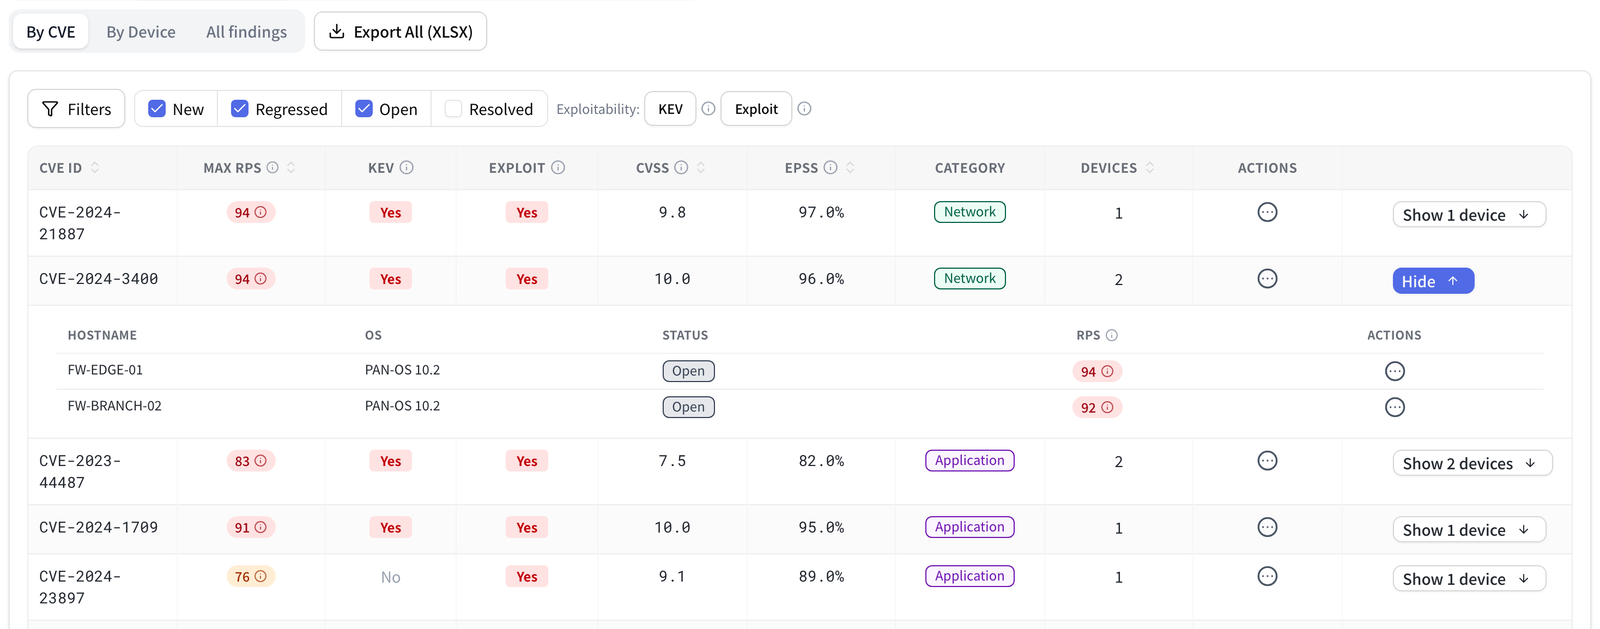 By CVE By Device All findings Export All (XLSX)
Filters New Regressed Open Resolved Exploitability: KEV Exploit
CVE ID MAX RPS KEV EXPLOIT CVSS EPSS CATEGORY DEVICES ACTIONS
CVE-2024- 94 Yes Yes 9.8 97.0% Network 1 Show 1 device
21887
CVE-2024-3400 94 Yes Yes 10.0 96.0% Network 2 Hide
HOSTNAME OS STATUS RPS ACTIONS
FW-EDGE-01 PAN-OS 10.2 Open 94
FW-BRANCH-02 PAN-OS 10.2 Open 92
CVE-2023- 83 Yes Yes 7.5 82.0% Application 2 Show 2 devices
44487
CVE-2024-1709 91 Yes Yes 10.0 95.0% Application 1 Show 1 device
CVE-2024- 76 No Yes 9.1 89.0% Application 1 Show 1 device
23897